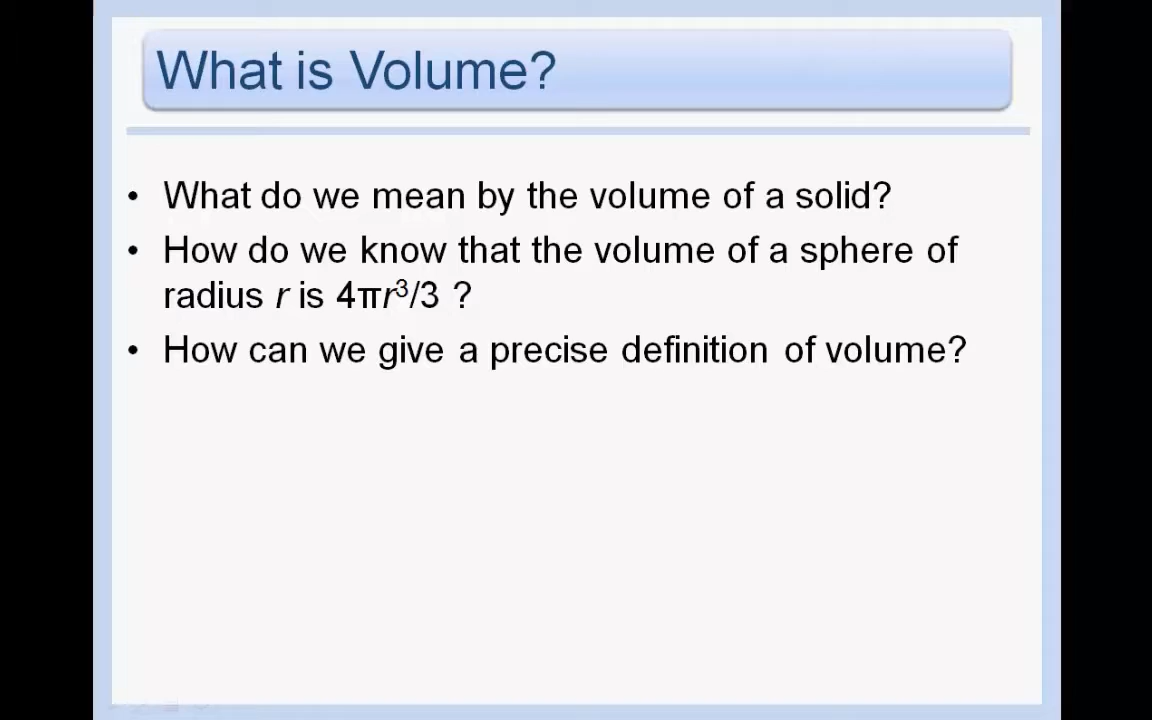 What is Volume?
• What do we mean by the volume of a solid?
• How do we know that the volume of a sphere of
radius r is 4πr³/3 ?
• How can we give a precise definition of volume?